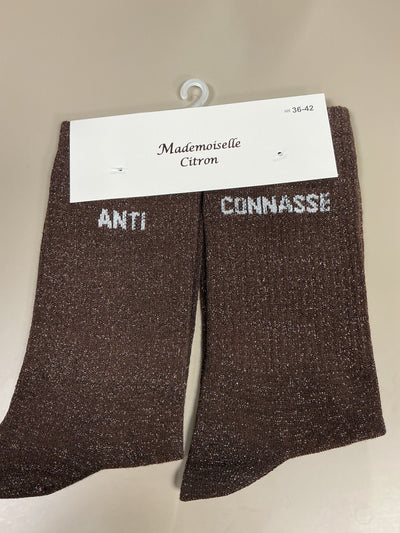 36-42
Mademoiselle
Citron
ANTI
CONNASSE